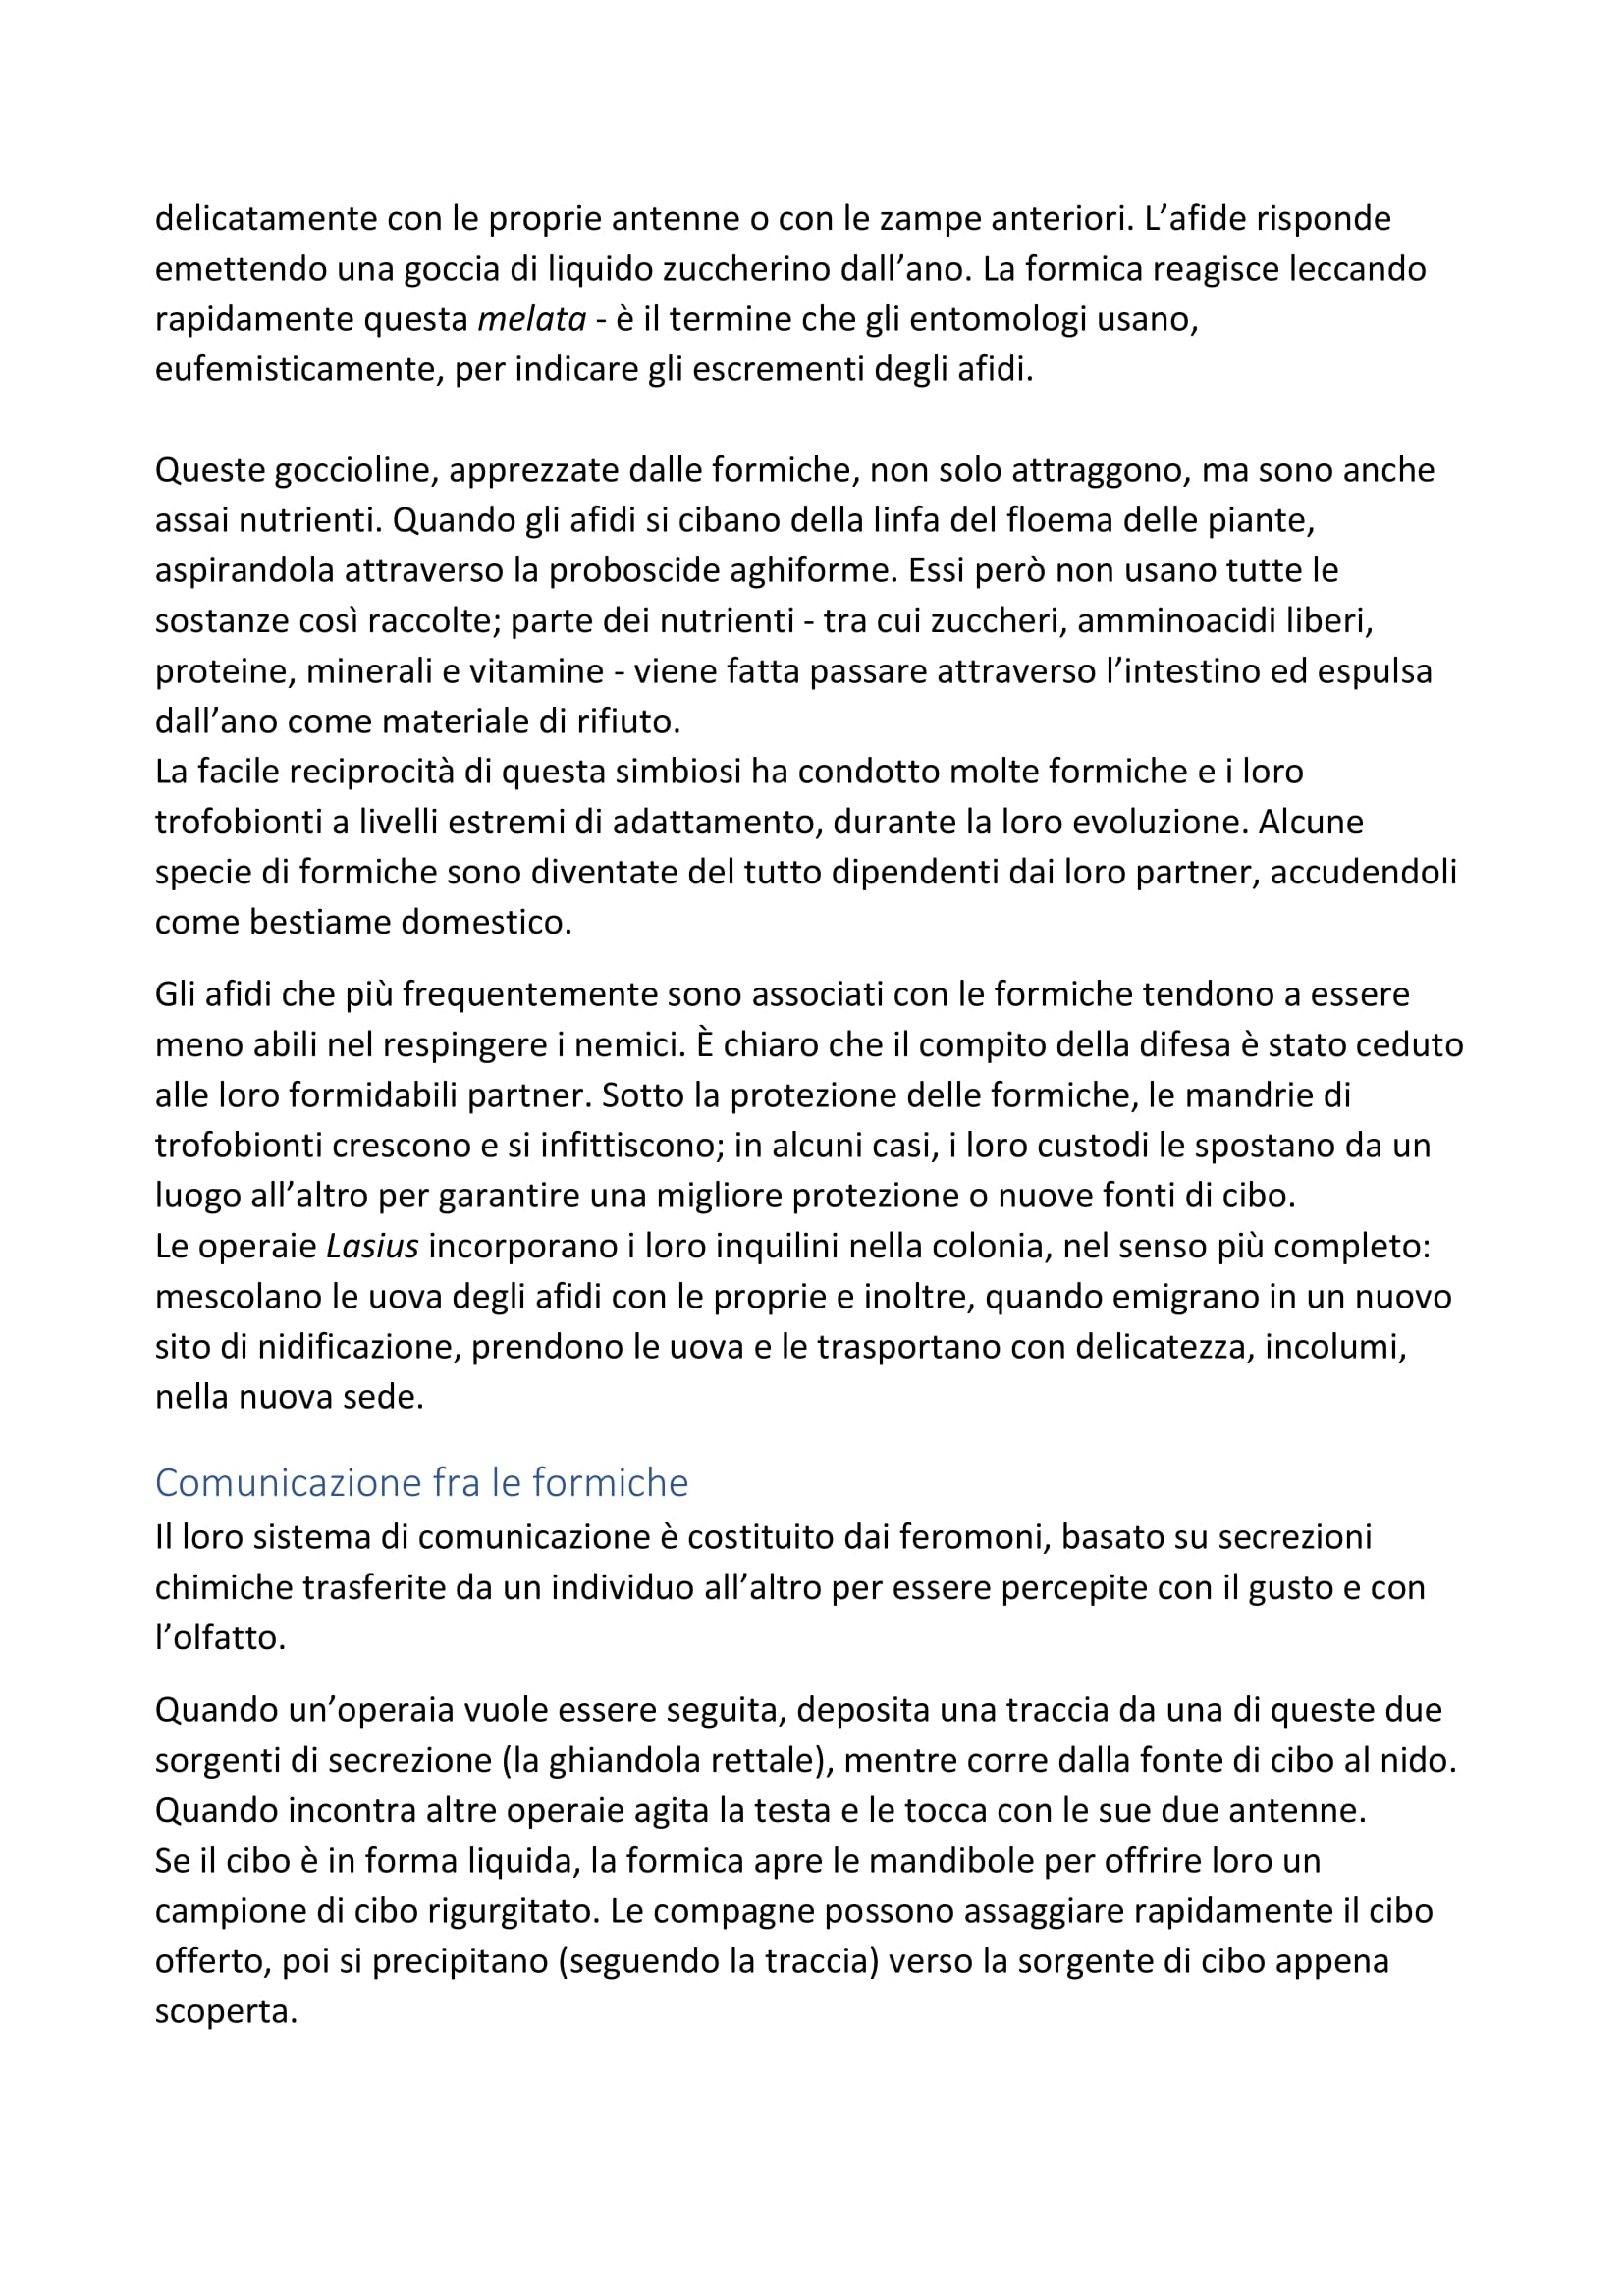 delicatamente con le proprie antenne o con le zampe anteriori. L’afide risponde
emettendo una goccia di liquido zuccherino dall’ano. La formica reagisce leccando
rapidamente questa melata - è il termine che gli entomologi usano,
eufemisticamente, per indicare gli escrementi degli afidi.
Queste goccioline, apprezzate dalle formiche, non solo attraggono, ma sono anche
assai nutrienti. Quando gli afidi si cibano della linfa del floema delle piante,
aspirandola attraverso la proboscide aghiforme. Essi però non usano tutte le
sostanze così raccolte; parte dei nutrienti - tra cui zuccheri, amminoacidi liberi,
proteine, minerali e vitamine - viene fatta passare attraverso l’intestino ed espulsa
dall’ano come materiale di rifiuto.
La facile reciprocità di questa simbiosi ha condotto molte formiche e i loro
trofobionti a livelli estremi di adattamento, durante la loro evoluzione. Alcune
specie di formiche sono diventate del tutto dipendenti dai loro partner, accudendoli
come bestiame domestico.
Gli afidi che più frequentemente sono associati con le formiche tendono a essere
meno abili nel respingere i nemici. È chiaro che il compito della difesa è stato ceduto
alle loro formidabili partner. Sotto la protezione delle formiche, le mandrie di
trofobionti crescono e si infittiscono; in alcuni casi, i loro custodi le spostano da un
luogo all’altro per garantire una migliore protezione o nuove fonti di cibo.
Le operaie Lasius incorporano i loro inquilini nella colonia, nel senso più completo:
mescolano le uova degli afidi con le proprie e inoltre, quando emigrano in un nuovo
sito di nidificazione, prendono le uova e le trasportano con delicatezza, incolumi,
nella nuova sede.
Comunicazione fra le formiche
Il loro sistema di comunicazione è costituito dai feromoni, basato su secrezioni
chimiche trasferite da un individuo all’altro per essere percepite con il gusto e con
l’olfatto.
Quando un’operaia vuole essere seguita, deposita una traccia da una di queste due
sorgenti di secrezione (la ghiandola rettale), mentre corre dalla fonte di cibo al nido.
Quando incontra altre operaie agita la testa e le tocca con le sue due antenne.
Se il cibo è in forma liquida, la formica apre le mandibole per offrire loro un
campione di cibo rigurgitato. Le compagne possono assaggiare rapidamente il cibo
offerto, poi si precipitano (seguendo la traccia) verso la sorgente di cibo appena
scoperta.